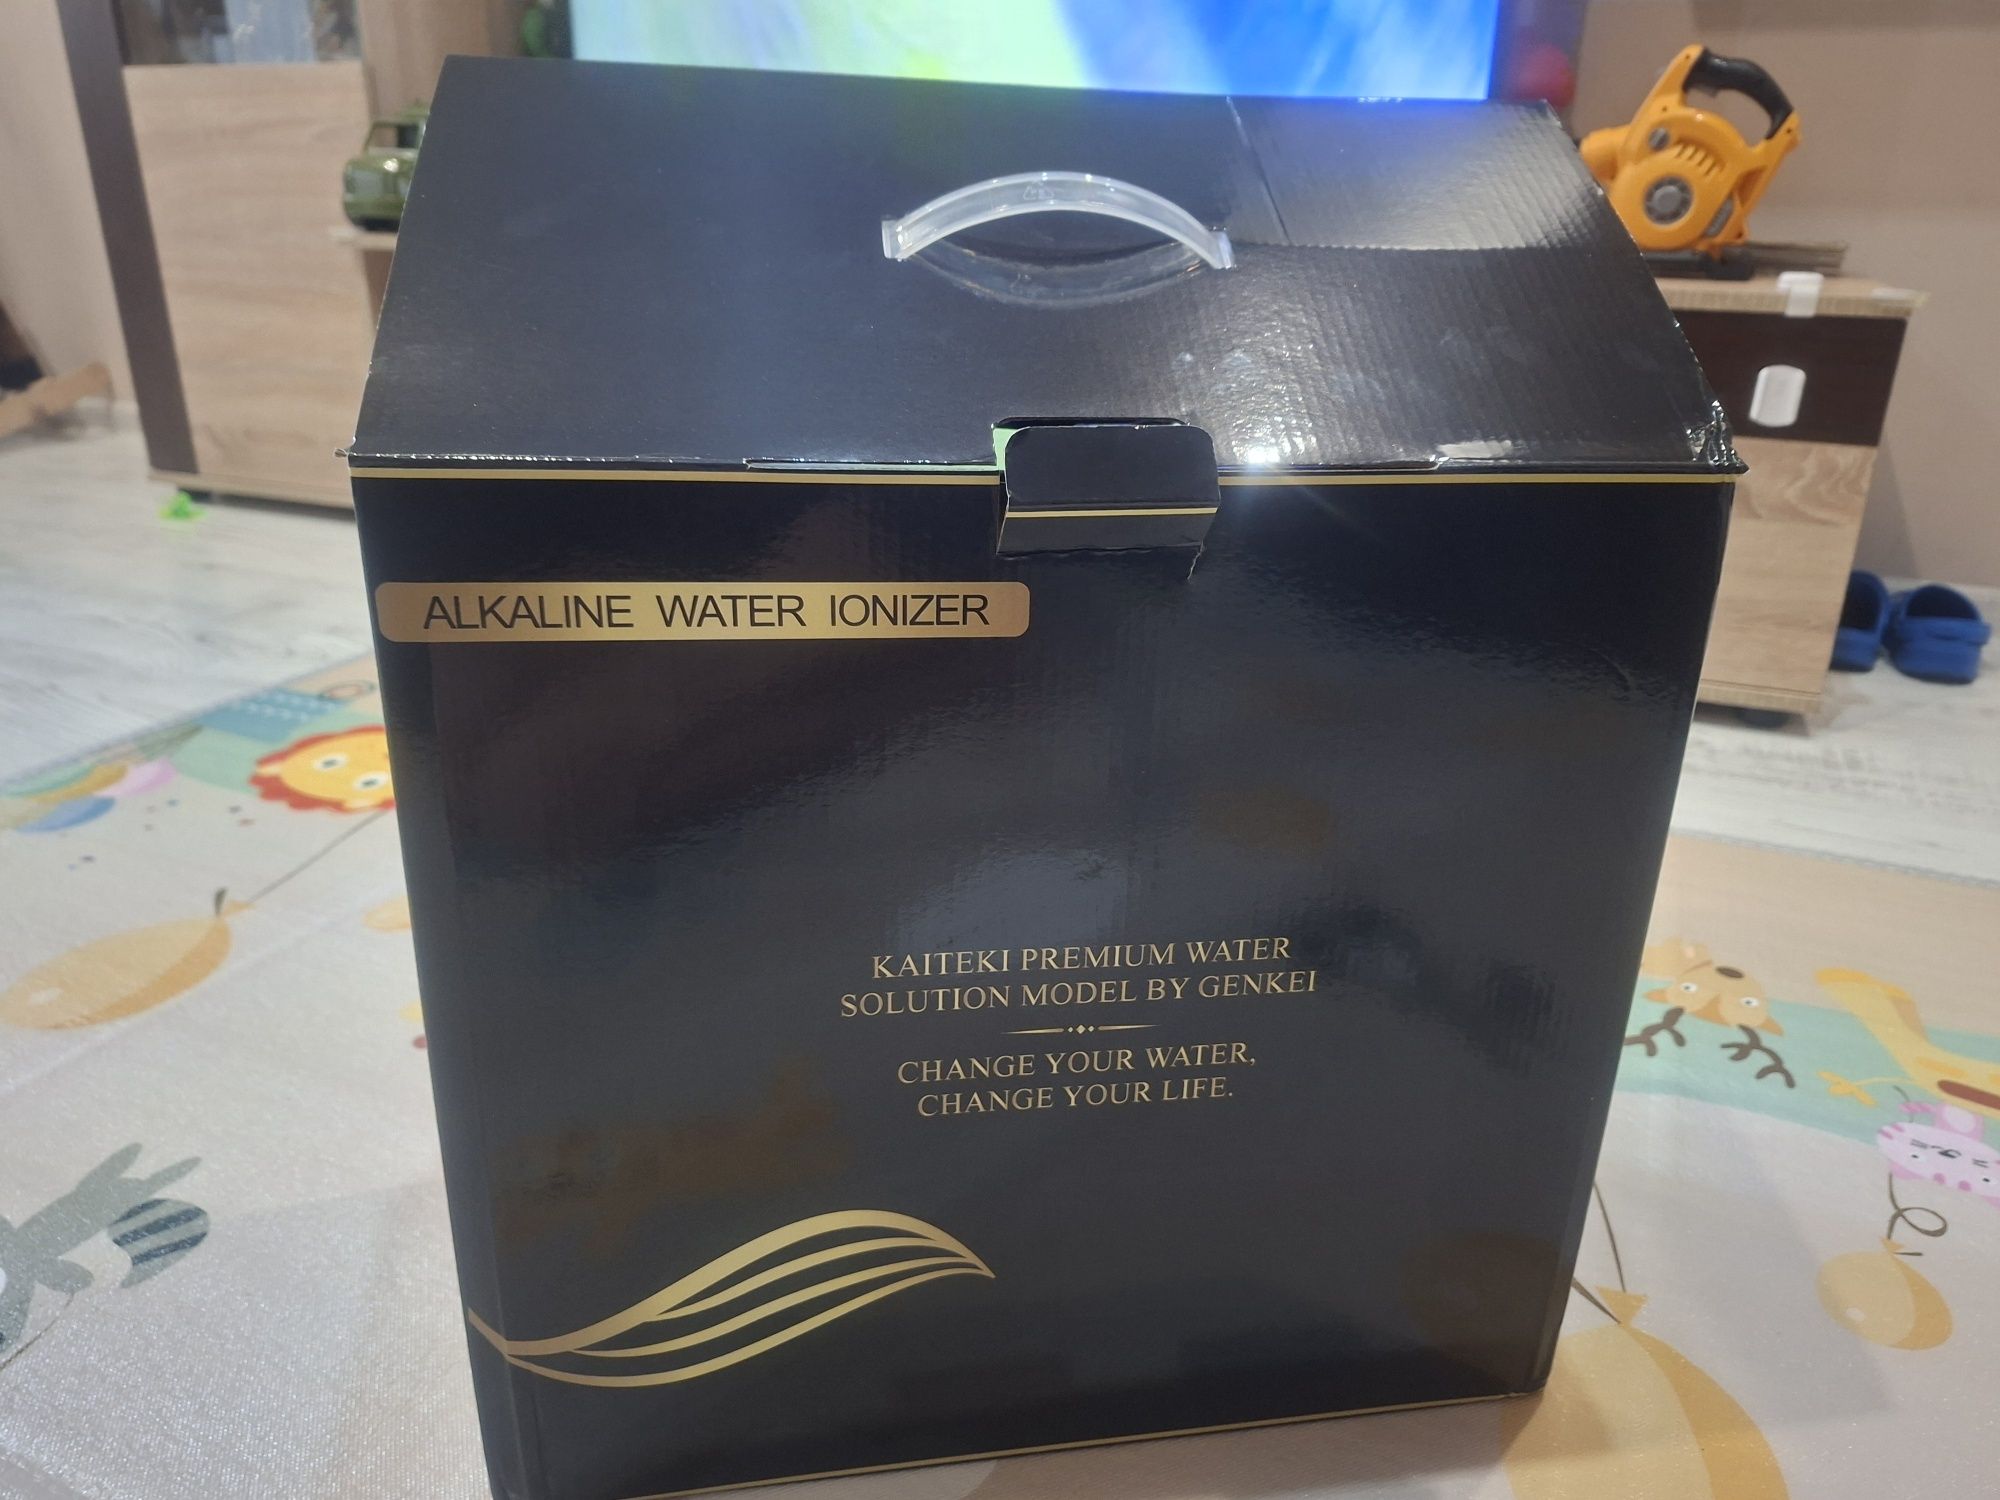 ALKALINE WATER IONIZER
KAITEKI PREMIUM WATER
SOLUTION MODEL BY GENKEI
CHANGE YOUR WATER,
CHANGE YOUR LIFE.